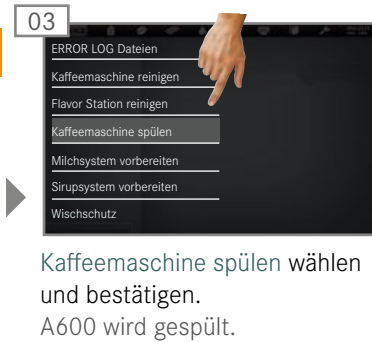 03
ERROR LOG Dateien
Kaffeemaschine reinigen
Flavor Station reinigen
Kaffeemaschine spülen
Milchsystem vorbereiten
Sirupsystem vorbereiten
Wischschutz
Kaffeemaschine spülen wählen
und bestätigen.
A600 wird gespült.